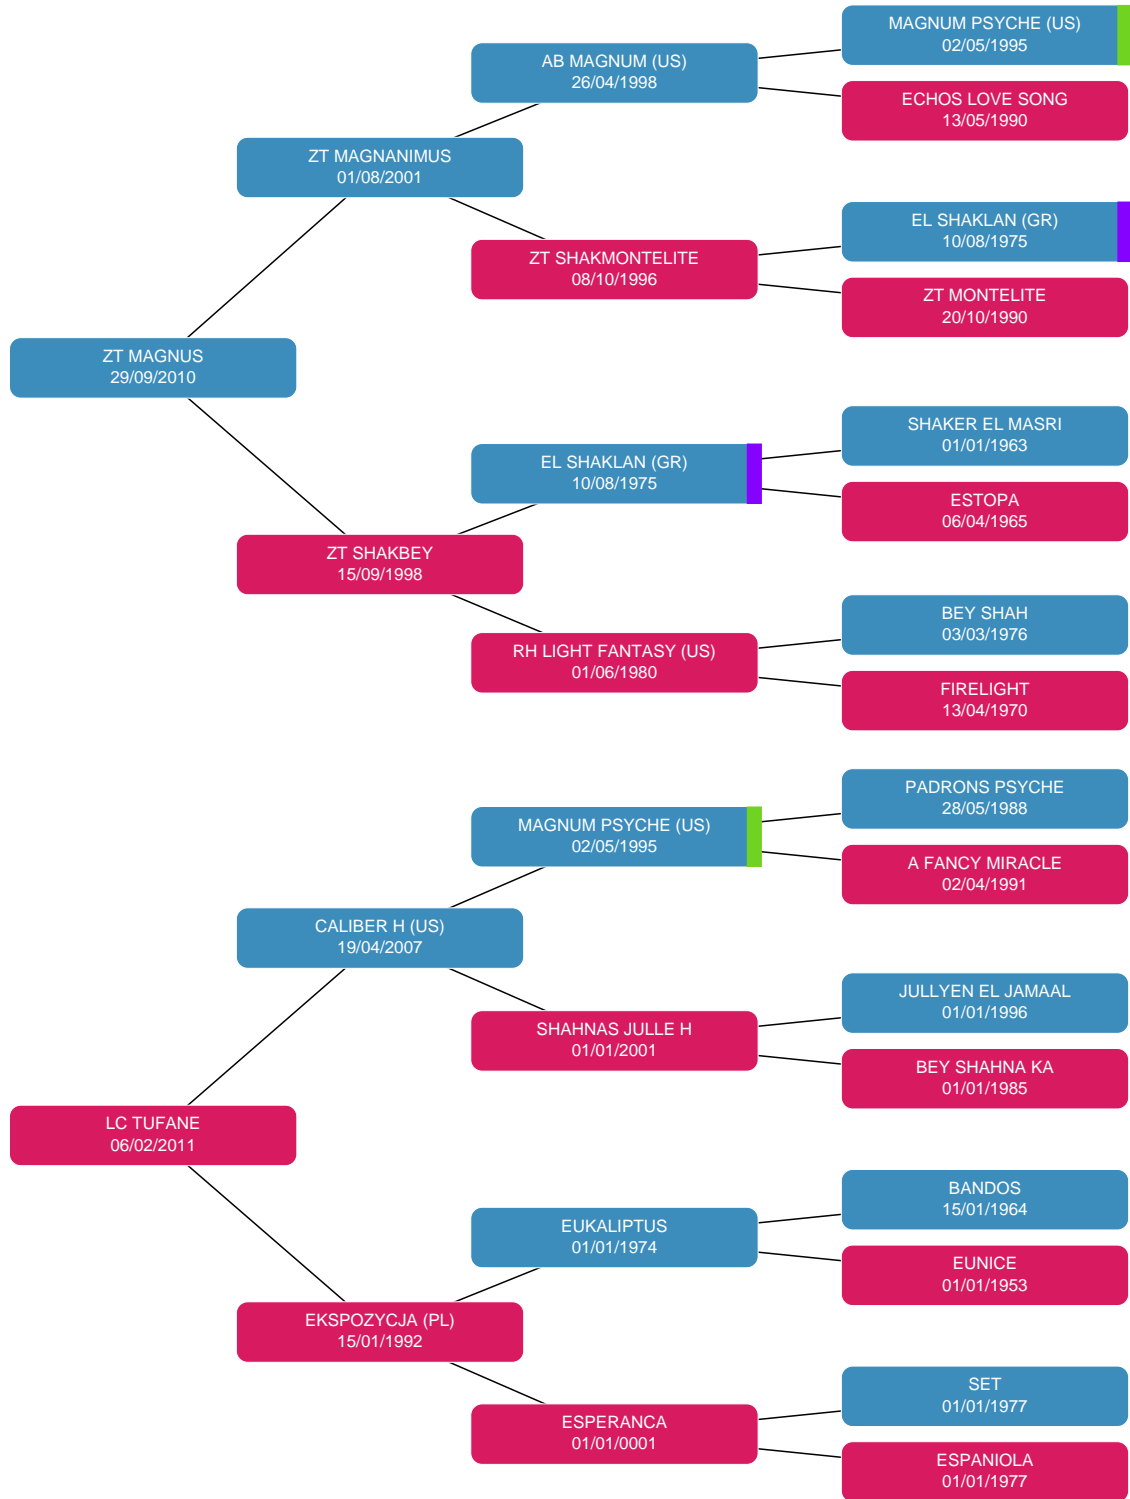 MAGNUM PSYCHE (US)
02/05/1995
AB MAGNUM (US)
26/04/1998
ECHOS LOVE SONG
13/05/1990
ZT MAGNANIMUS
01/08/2001
EL SHAKLAN (GR)
10/08/1975
ZT SHAKMONTELITE
08/10/1996
ZT MONTELITE
20/10/1990
ZT MAGNUS
29/09/2010
SHAKER EL MASRI
01/01/1963
EL SHAKLAN (GR)
10/08/1975
ESTOPA
06/04/1965
ZT SHAKBEY
15/09/1998
BEY SHAH
03/03/1976
RH LIGHT FANTASY (US)
01/06/1980
FIRELIGHT
13/04/1970
PADRONS PSYCHE
28/05/1988
MAGNUM PSYCHE (US)
02/05/1995
A FANCY MIRACLE
02/04/1991
CALIBER H (US)
19/04/2007
JULLYEN EL JAMAAL
01/01/1996
SHAHNAS JULLE H
01/01/2001
BEY SHAHNA KA
01/01/1985
LC TUFANE
06/02/2011
BANDOS
15/01/1964
EUKALIPTUS
01/01/1974
EUNICE
01/01/1953
EKSPOZYCJA (PL)
15/01/1992
SET
01/01/1977
ESPERANCA
01/01/0001
ESPANIOLA
01/01/1977